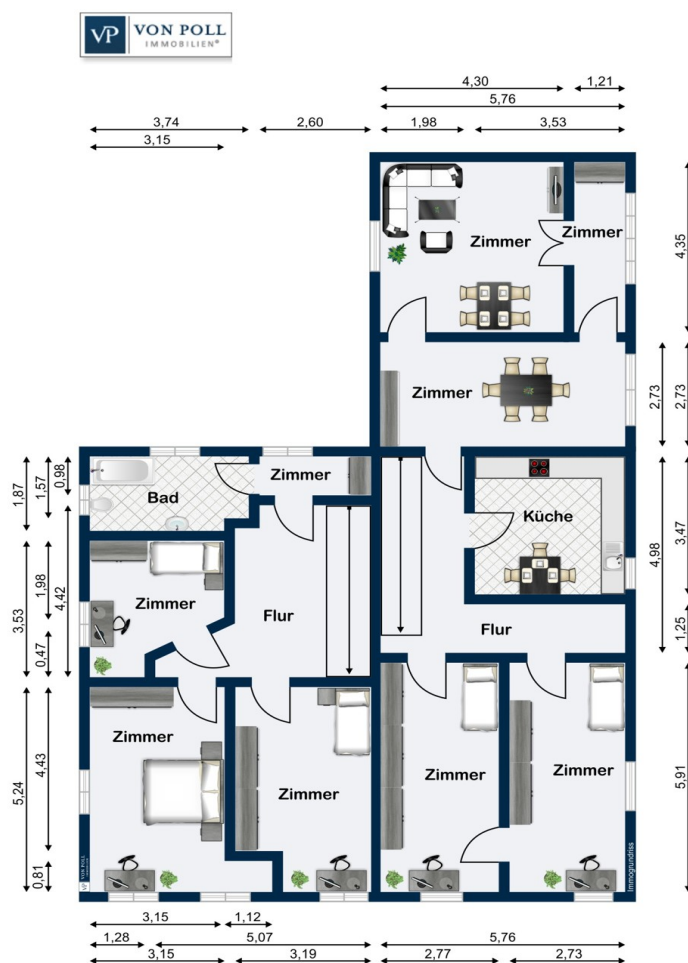 VP VON POLL
IMMOBILIEN®
4,30 1,21
5,76
3,74 2,60 1,98 3,53
3,15
Zimmer Zimmer
4,35
Zimmer
2,73 2,73
Zimmer
Bad
Küche
1,87 1,57 0,98
4,98 3,47
Zimmer
Flur
Flur
3,53 1,98 4,42
0,47
1,25
Zimmer
Zimmer
Zimmer
Zimmer
5,24 4,43
0,81
5,91
VP VON POLL
Immogrundriss
3,15 1,12
1,28 5,07 5,76
3,15 3,19 2,77 2,73